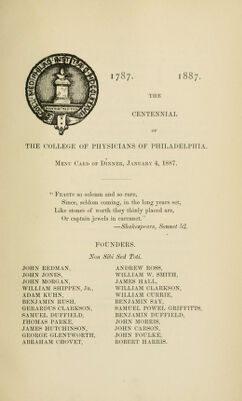 1787. 1887.
THE
CENTENNIAL
OF
THE COLLEGE OF PHYSICIANS OF PHILADELPHIA.
MENU CARD OF DINNER, JANUARY 4, 1887.
"FEASTS so solemn and so rare,
Since, seldom coming, in the long years set,
Like stones of worth they thinly placed are,
Or captain jewels in carcanet."
—Shakespeare, Sonnet 52.
FOUNDERS.
Non Sibi Sed Toti.
JOHN REDMAN, ANDREW ROSS,
JOHN JONES, WILLIAM W. SMITH,
JOHN MORGAN, JAMES HALL,
WILLIAM SHIPPEN, JR., WILLIAM CLARKSON,
ADAM KUHN, WILLIAM CURRIE,
BENJAMIN RUSH, BENJAMIN SAY,
GERARDUS CLARKSON, SAMUEL POWEL GRIFFITTS,
SAMUEL DUFFIELD, BENJAMIN DUFFIELD,
THOMAS PARKE, JOHN MORRIS,
JAMES HUTCHINSON, JOHN CARSON,
GEORGE GLENTWORTH, JOHN FOULKE,
ABRAHAM CHOVET, ROBERT HARRIS.